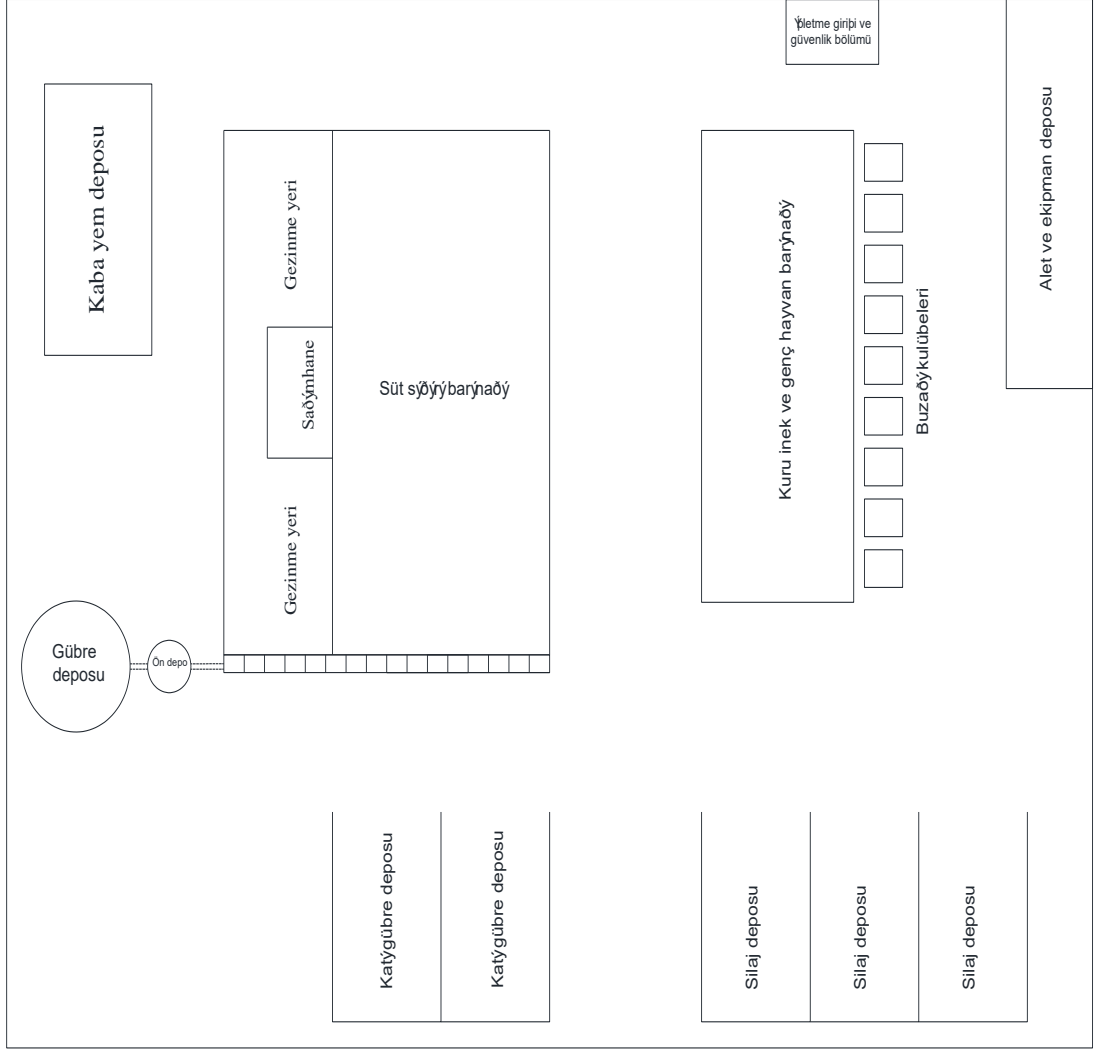 Ýþletme giriþi ve
güvenlik bölümü
Kaba yem deposu
Gezinme yeri
Saðýmhane
Gezinme yeri
Süt sýðýrý barýnaðý
Kuru inek ve genç hayvan barýnaðý
Buzaðý kulübeleri
Alet ve ekipman deposu
Gübre
deposu
Ön depo
Katý gübre deposu
Katý gübre deposu
Silaj deposu
Silaj deposu
Silaj deposu